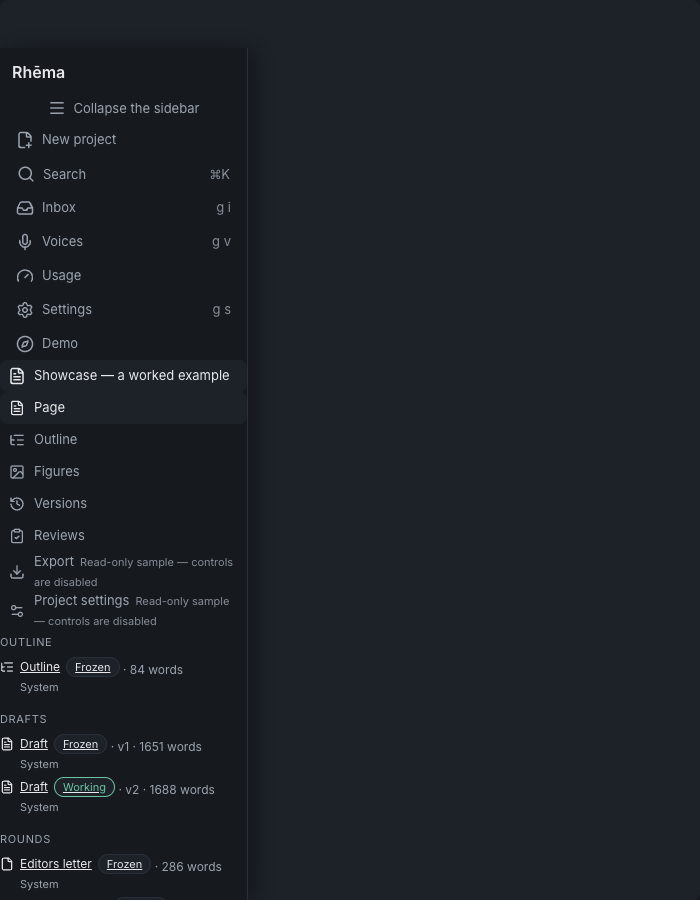 Rhēma
Collapse the sidebar
New project
Search ⌘K
Inbox g i
Voices g v
Usage
Settings g s
Demo
Showcase — a worked example
Page
Outline
Figures
Versions
Reviews
Export Read-only sample — controls
are disabled
Project settings Read-only sample
— controls are disabled
OUTLINE
Outline Frozen · 84 words
System
DRAFTS
Draft Frozen · v1 · 1651 words
System
Draft Working · v2 · 1688 words
System
ROUNDS
Editors letter Frozen · 286 words
System